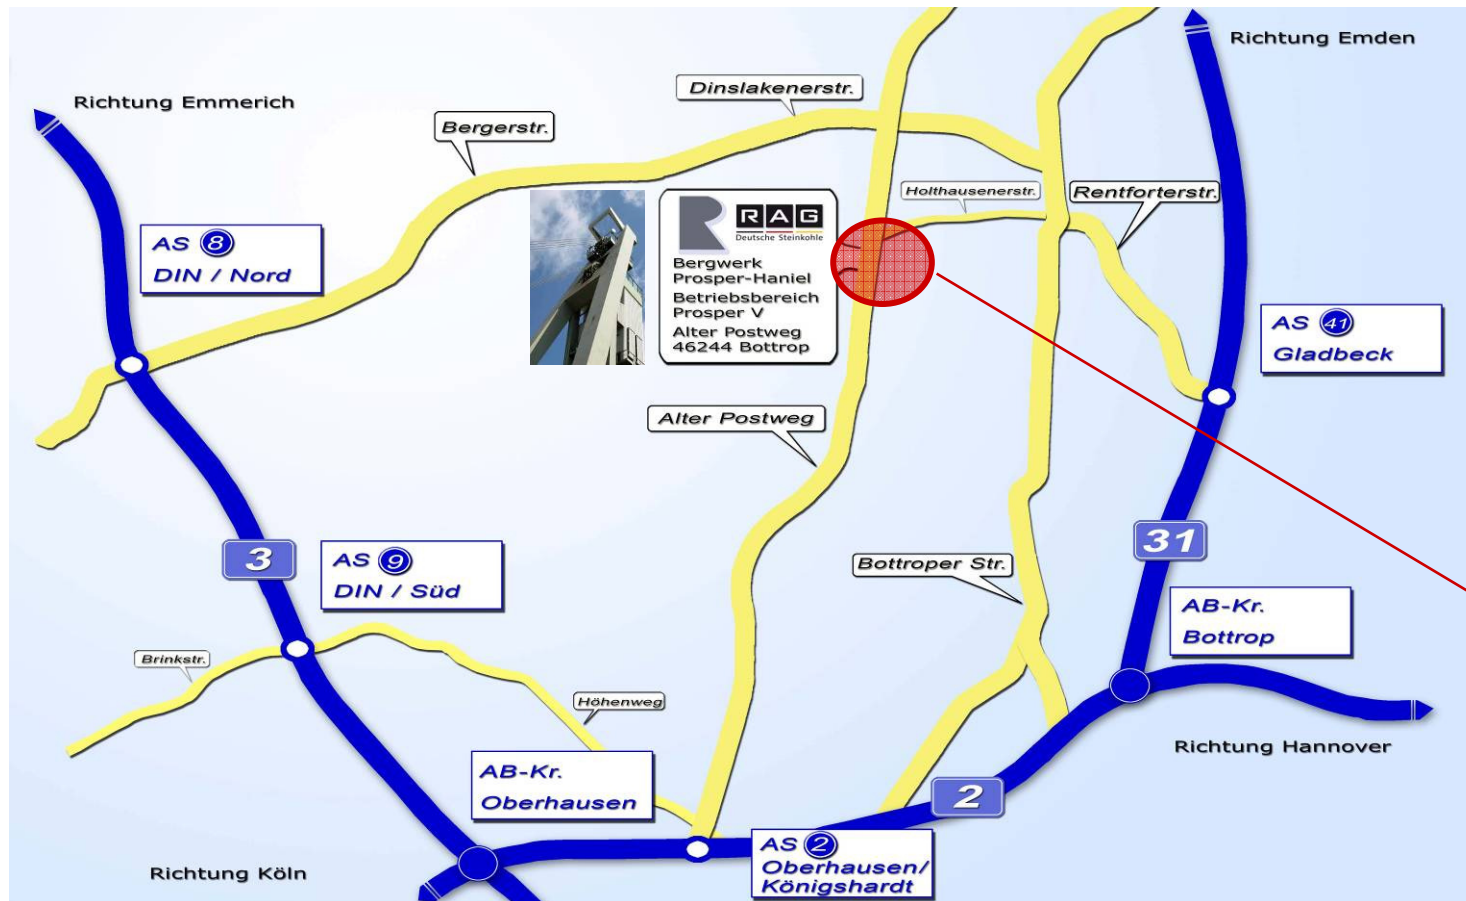 Richtung Emden
Richtung Emmerich
Dinslakenerstr.
Bergerstr.
Holthausenerstr.
Rentforterstr.
R RAG
Deutsche Steinkohle
Bergwerk
Prosper-Haniel
Betriebsbereich
Prosper V
Alter Postweg
46244 Bottrop
AS 8
DIN / Nord
AS 41
Gladbeck
Alter Postweg
3
31
AS 9
DIN / Süd
Bottroper Str.
AB-Kr.
Bottrop
Brinkstr.
Höhenweg
Richtung Hannover
AB-Kr.
Oberhausen
2
AS 2
Oberhausen/
Königshardt
Richtung Köln